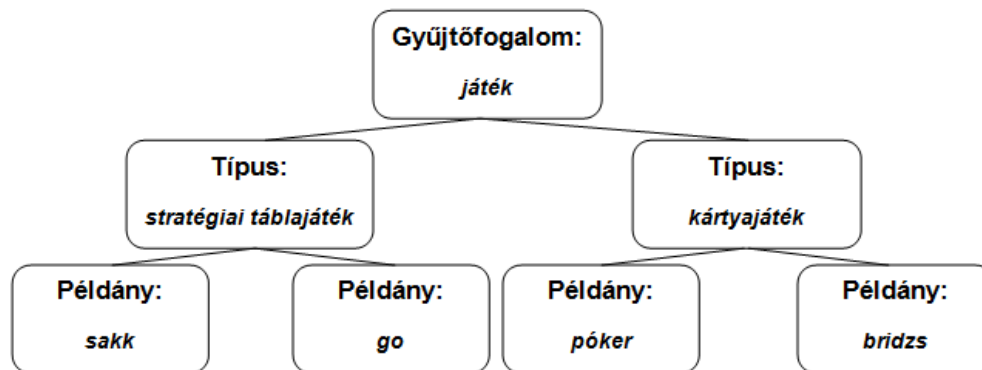 Gyűjtőfogalom:
játék
Típus:
stratégiai táblajáték
Típus:
kártyajáték
Példány:
sakk
Példány:
go
Példány:
póker
Példány:
bridzs